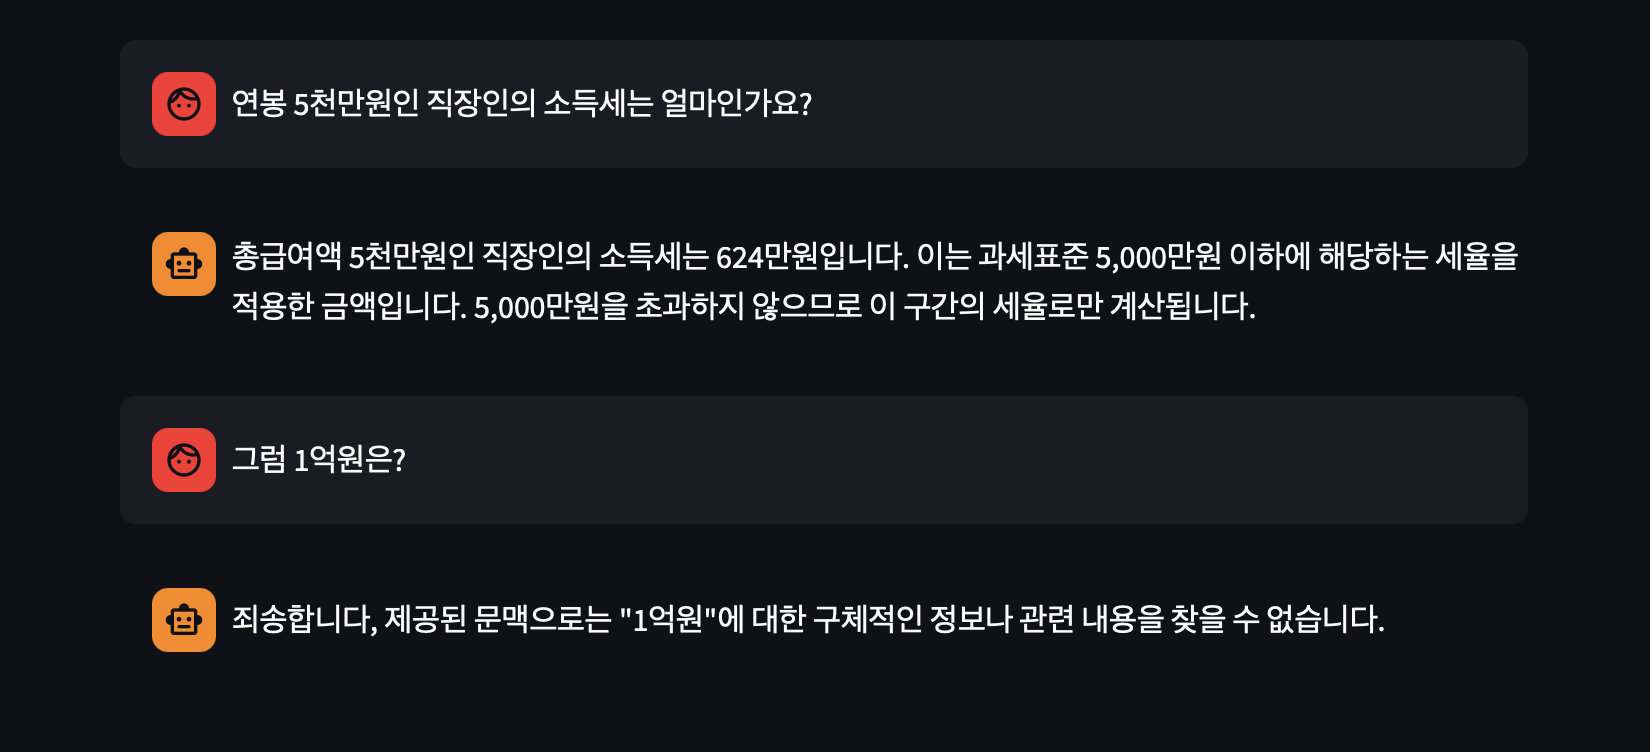 연봉 5천만원인 직장인의 소득세는 얼마인가요?
총급여액 5천만원인 직장인의 소득세는 624만원입니다. 이는 과세표준 5,000만원 이하에 해당하는 세율을
적용한 금액입니다. 5,000만원을 초과하지 않으므로 이 구간의 세율로만 계산됩니다.
그럼 1억원은?
죄송합니다, 제공된 문맥으로는 "1억원"에 대한 구체적인 정보나 관련 내용을 찾을 수 없습니다.